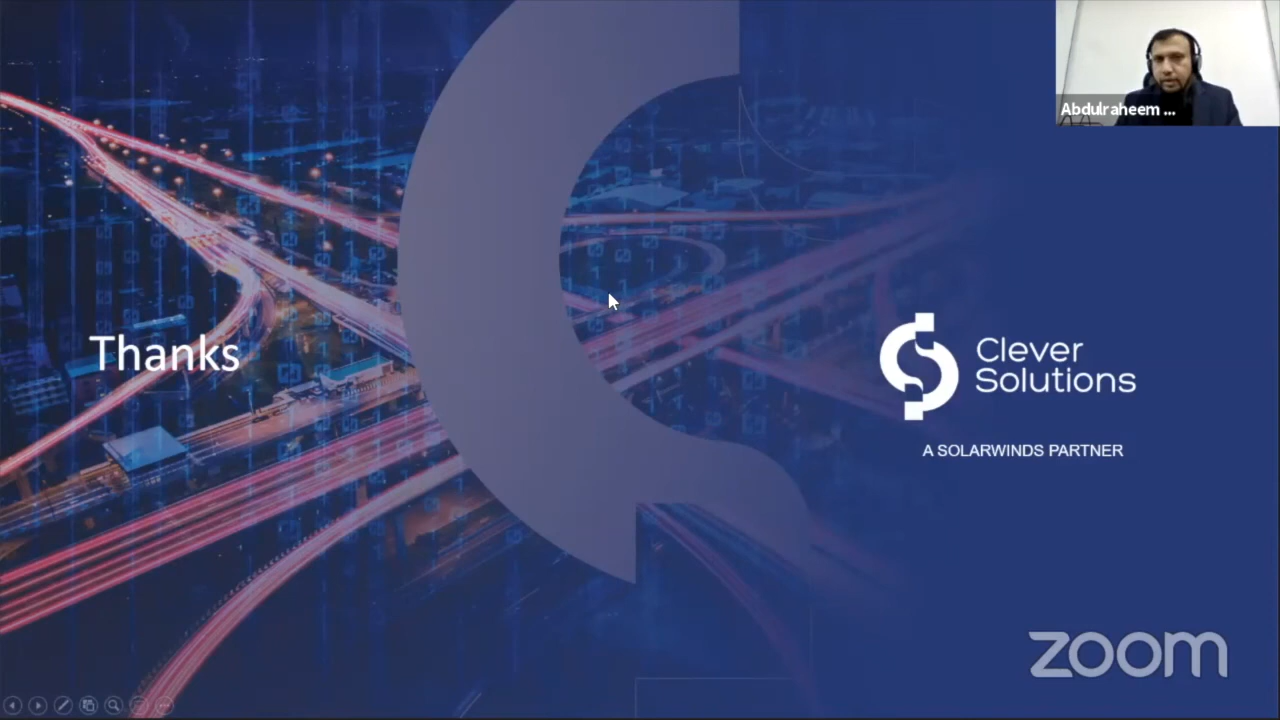 Abdulraheem ...
Thanks
Clever
Solutions
A SOLARWINDS PARTNER
zoom